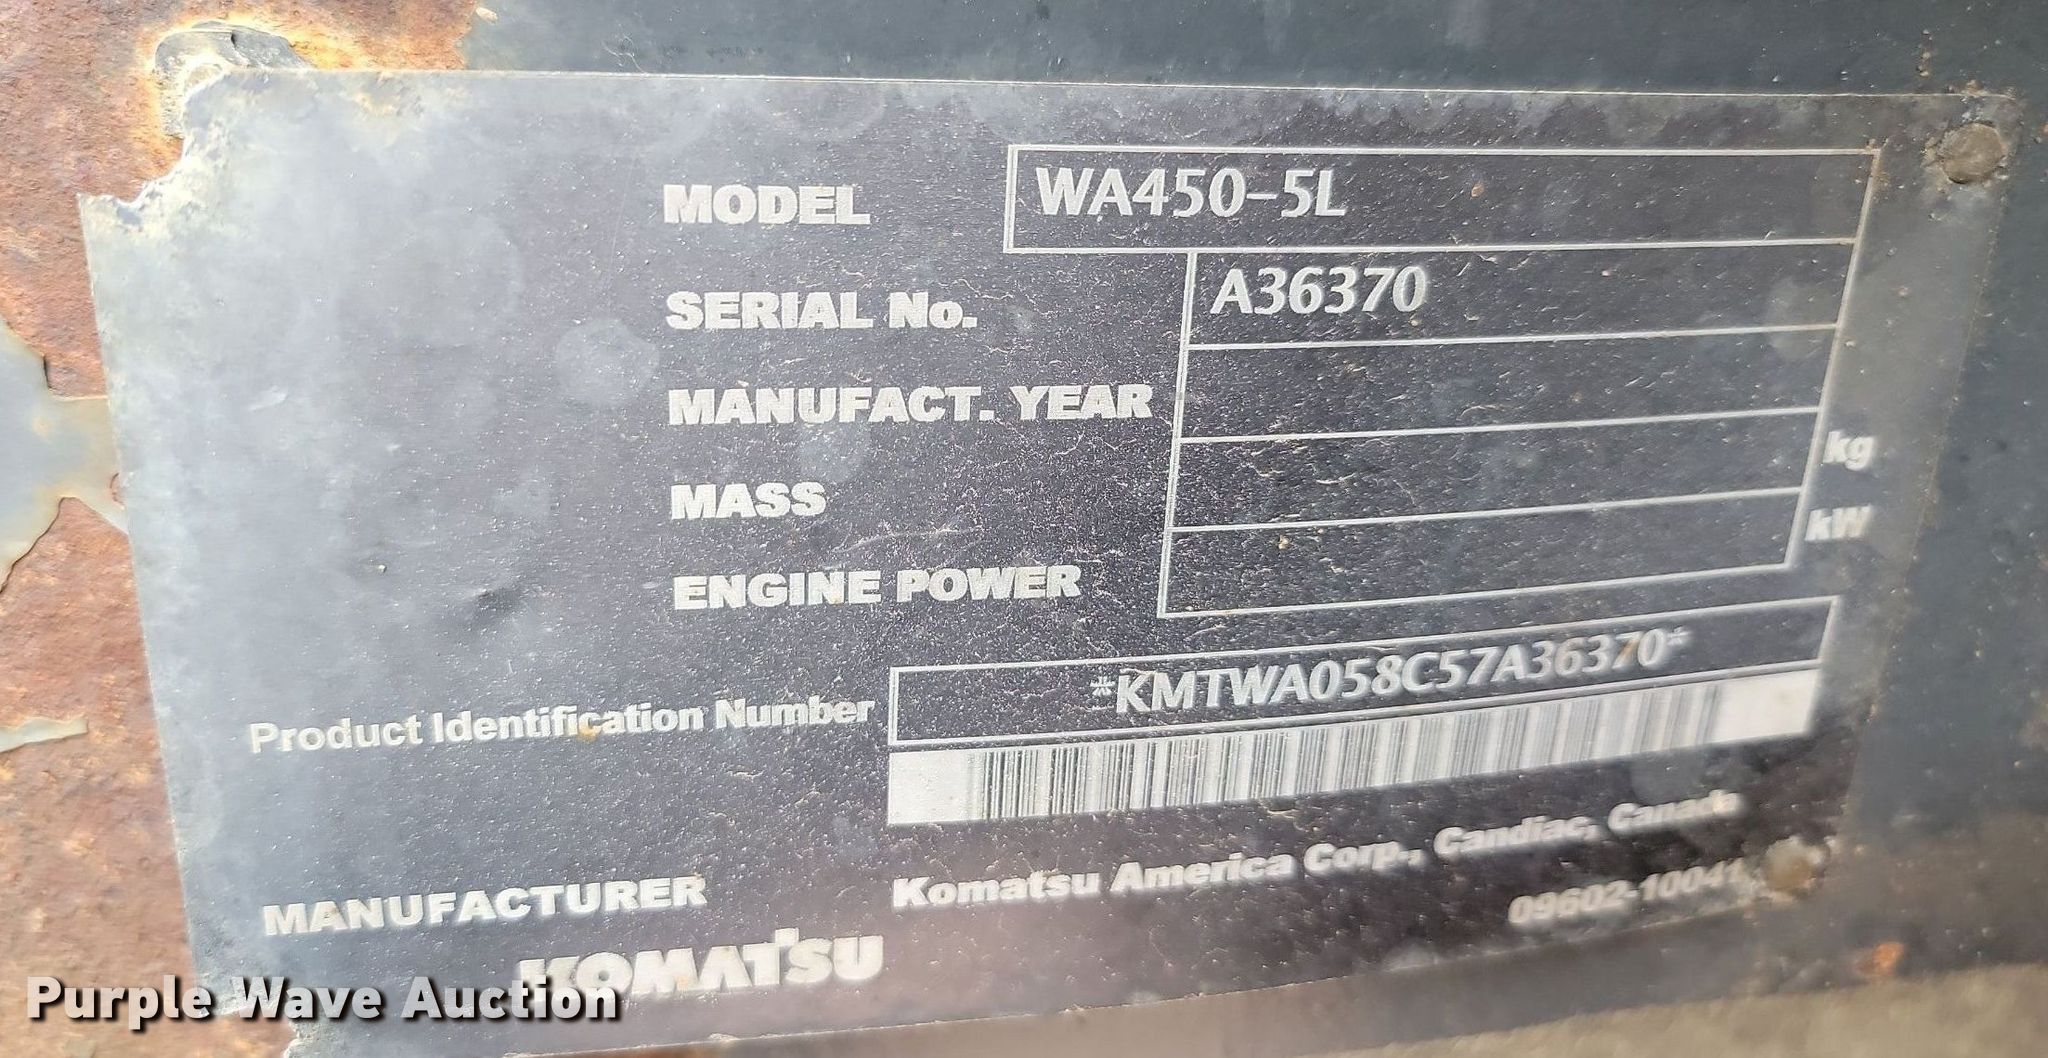 MODEL WA450-5L
SERIAL No. A36370
MANUFACT. YEAR
MASS kg
ENGINE POWER kW
Product Identification Number *KMTWA058C57A36370*
MANUFACTURER Komatsu America Corp., Candiac, Canada
09602-10041
KOMATSU
Purple Wave Auction